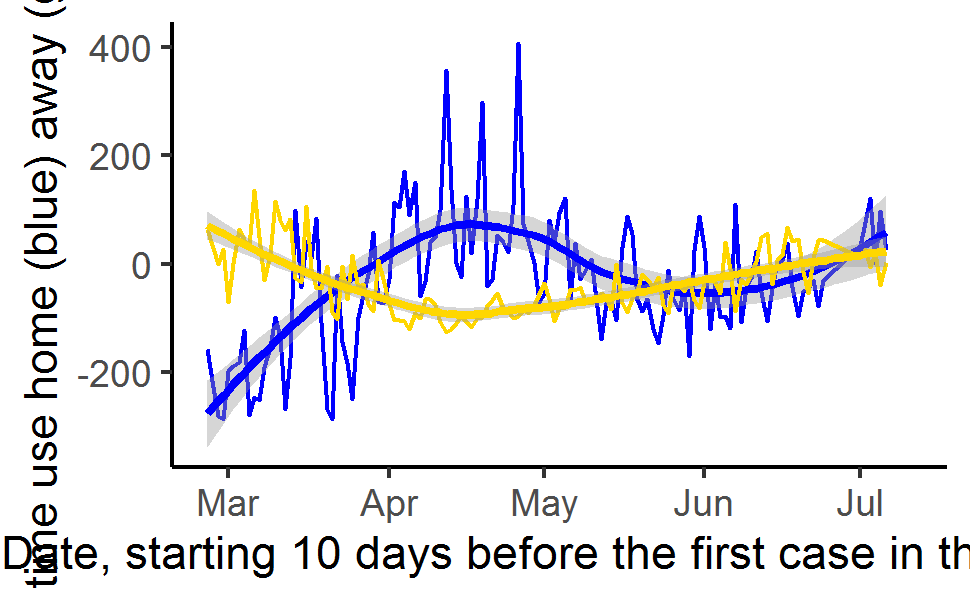 time use home (blue) away (
400
200
0
-200
Mar Apr May Jun Jul
Date, starting 10 days before the first case in th